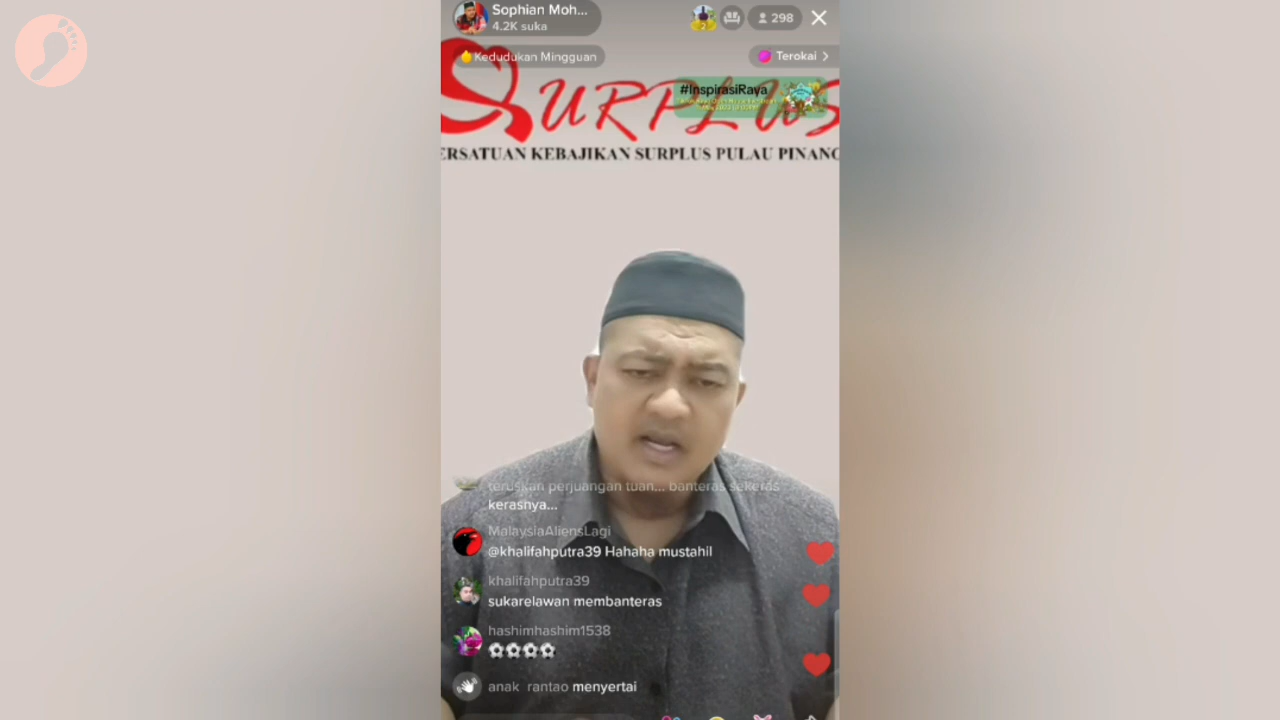 Sophian Moh...
4.2K suka
2
298
Kedudukan Mingguan
Terokai >
#InspirasiRaya
SURPLUS
ERSATUAN KEBAJIKAN SURPLUS PULAU PINANG
teruskan perjuangan tuan... banteras sekeras
kerasnya...
MalaysiaAliensLagi
@khalifahputra39 Hahaha mustahil
khalifahputra39
sukarelawan membanteras
hashimhashim1538
⚽⚽⚽⚽
anak rantao menyertai